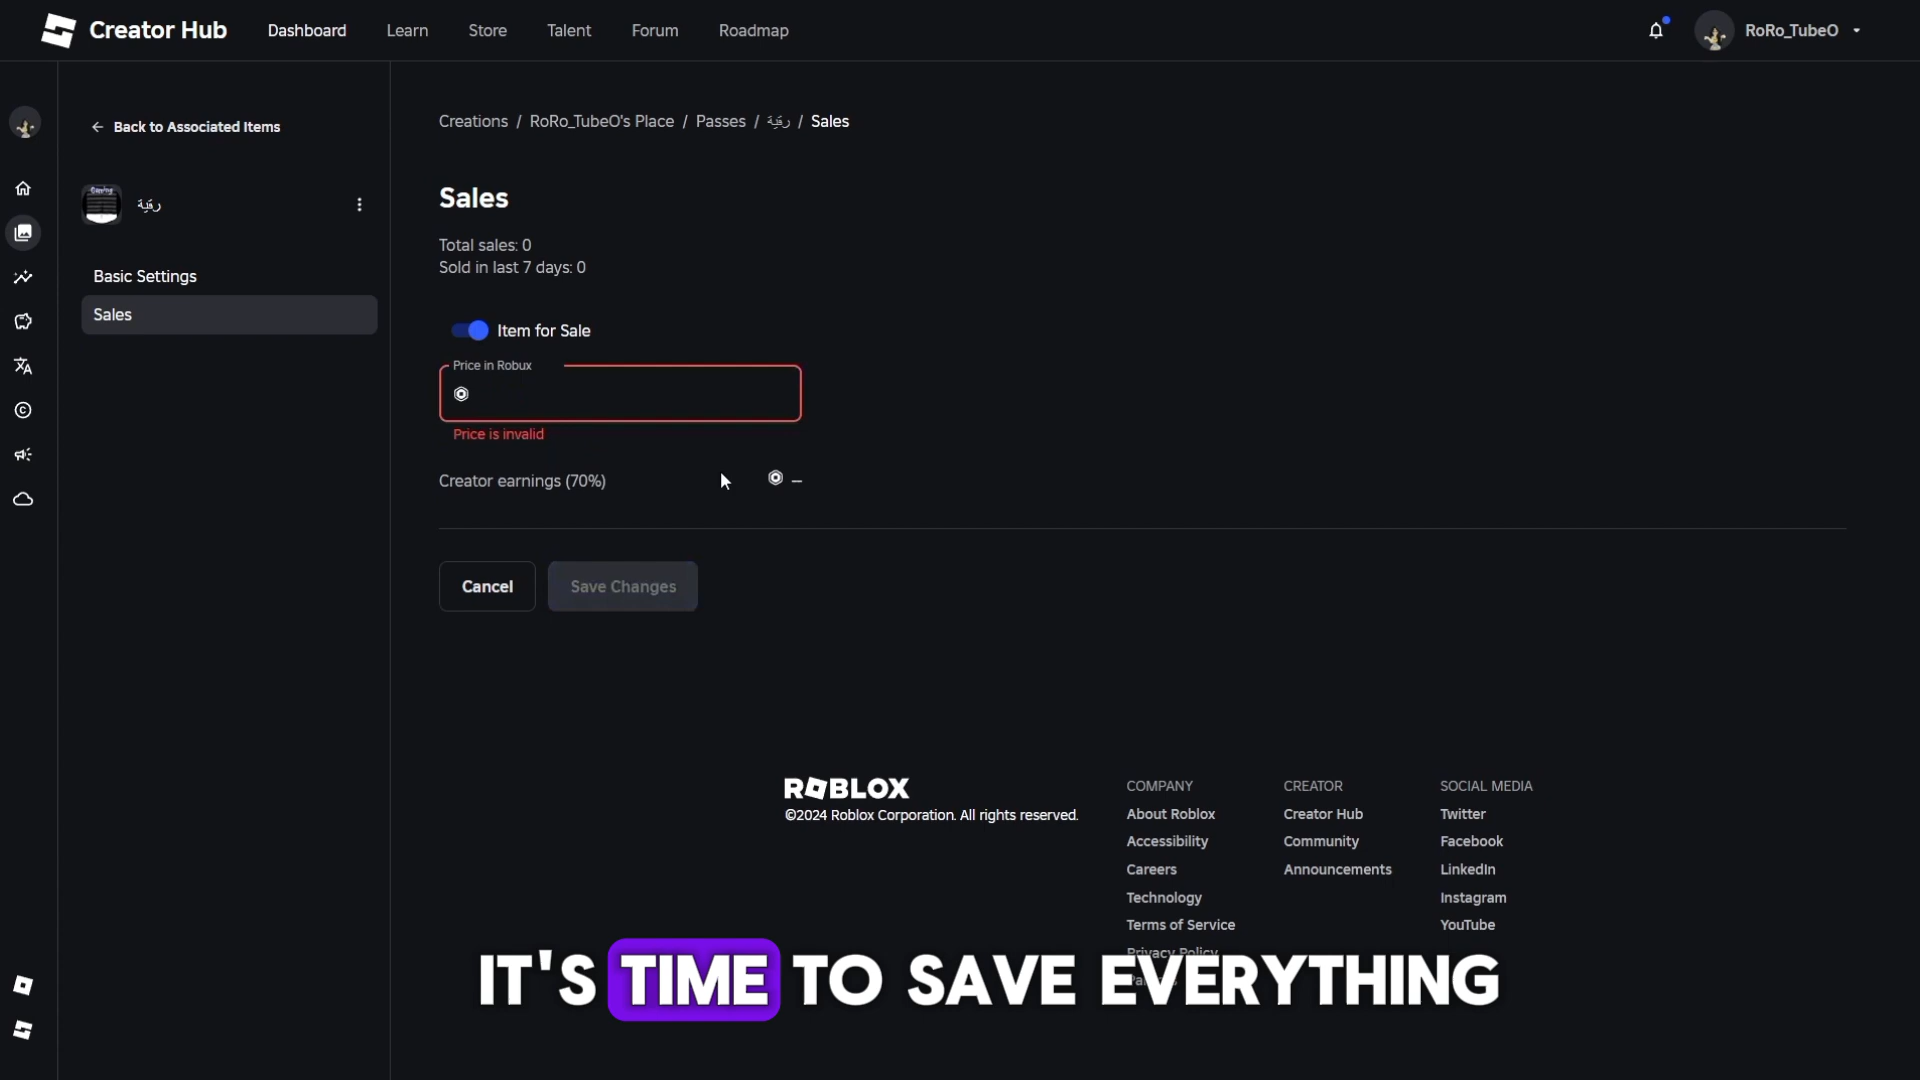 Creator Hub
Dashboard
Learn
Store
Talent
Forum
Roadmap
RoRo_TubeO
Back to Associated Items
Basic Settings
Sales
Creations / RoRo_TubeO's Place / Passes / / Sales
Sales
Total sales: 0
Sold in last 7 days: 0
Item for Sale
Price in Robux
Price is invalid
Creator earnings (70%)
–
Cancel
Save Changes
ROBLOX
©2024 Roblox Corporation. All rights reserved.
COMPANY
About Roblox
Accessibility
Careers
Technology
Terms of Service
Privacy Policy
CREATOR
Creator Hub
Community
Announcements
SOCIAL MEDIA
Twitter
Facebook
LinkedIn
Instagram
YouTube
IT'S TIME TO SAVE EVERYTHING